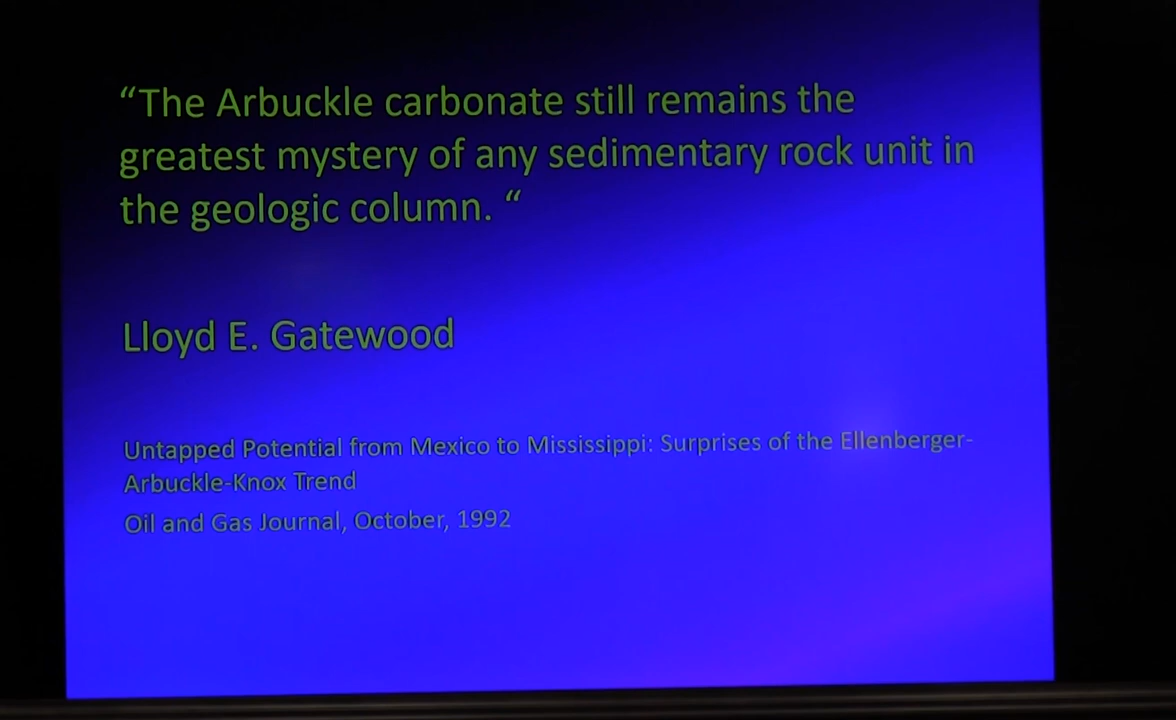 “The Arbuckle carbonate still remains the
greatest mystery of any sedimentary rock unit in
the geologic column. “
Lloyd E. Gatewood
Untapped Potential from Mexico to Mississippi: Surprises of the Ellenberger-
Arbuckle-Knox Trend
Oil and Gas Journal, October, 1992